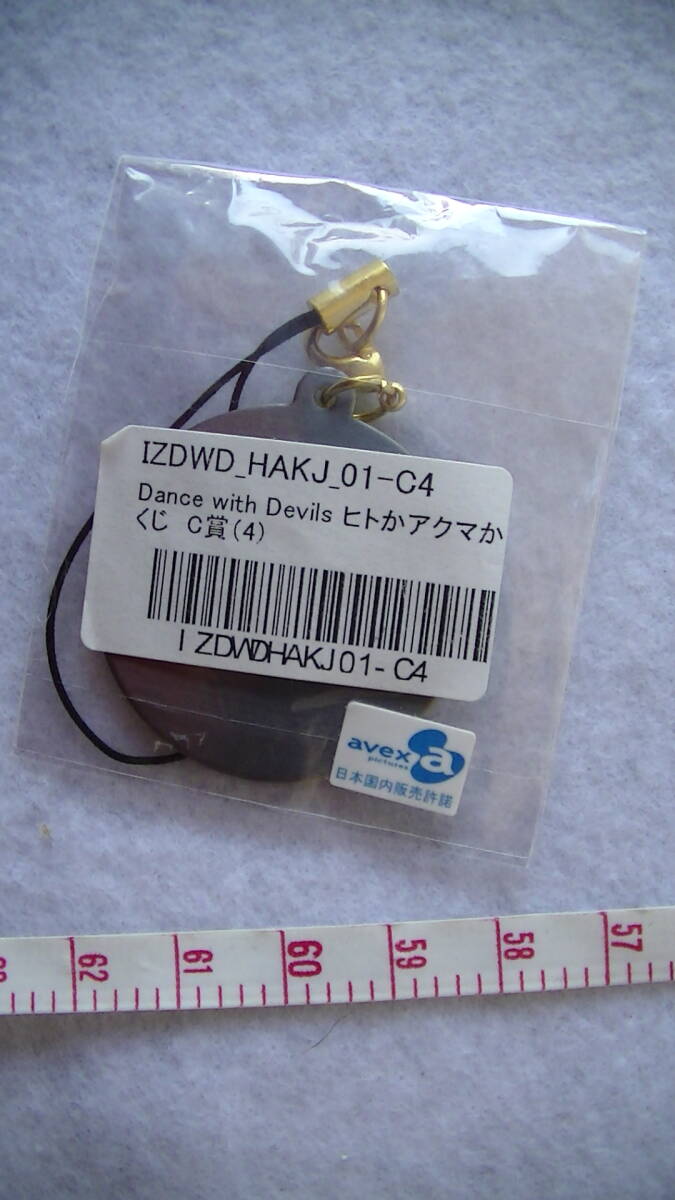 IZDWD_HAKJ_01-C4
Dance with Devils ヒトかアクマか
くじ C賞(4)
IZDWDHAKJ01-C4
avex
pictures
a
日本国内販売許諾
62
61
60
59
58
57